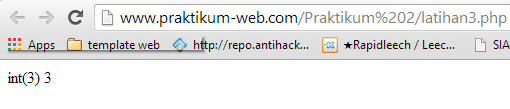 www.praktikum-web.com/Praktikum%202/latihan3.php
Apps template web http://repo.antihack... ★Rapidleech / Leec... SIA
int(3) 3